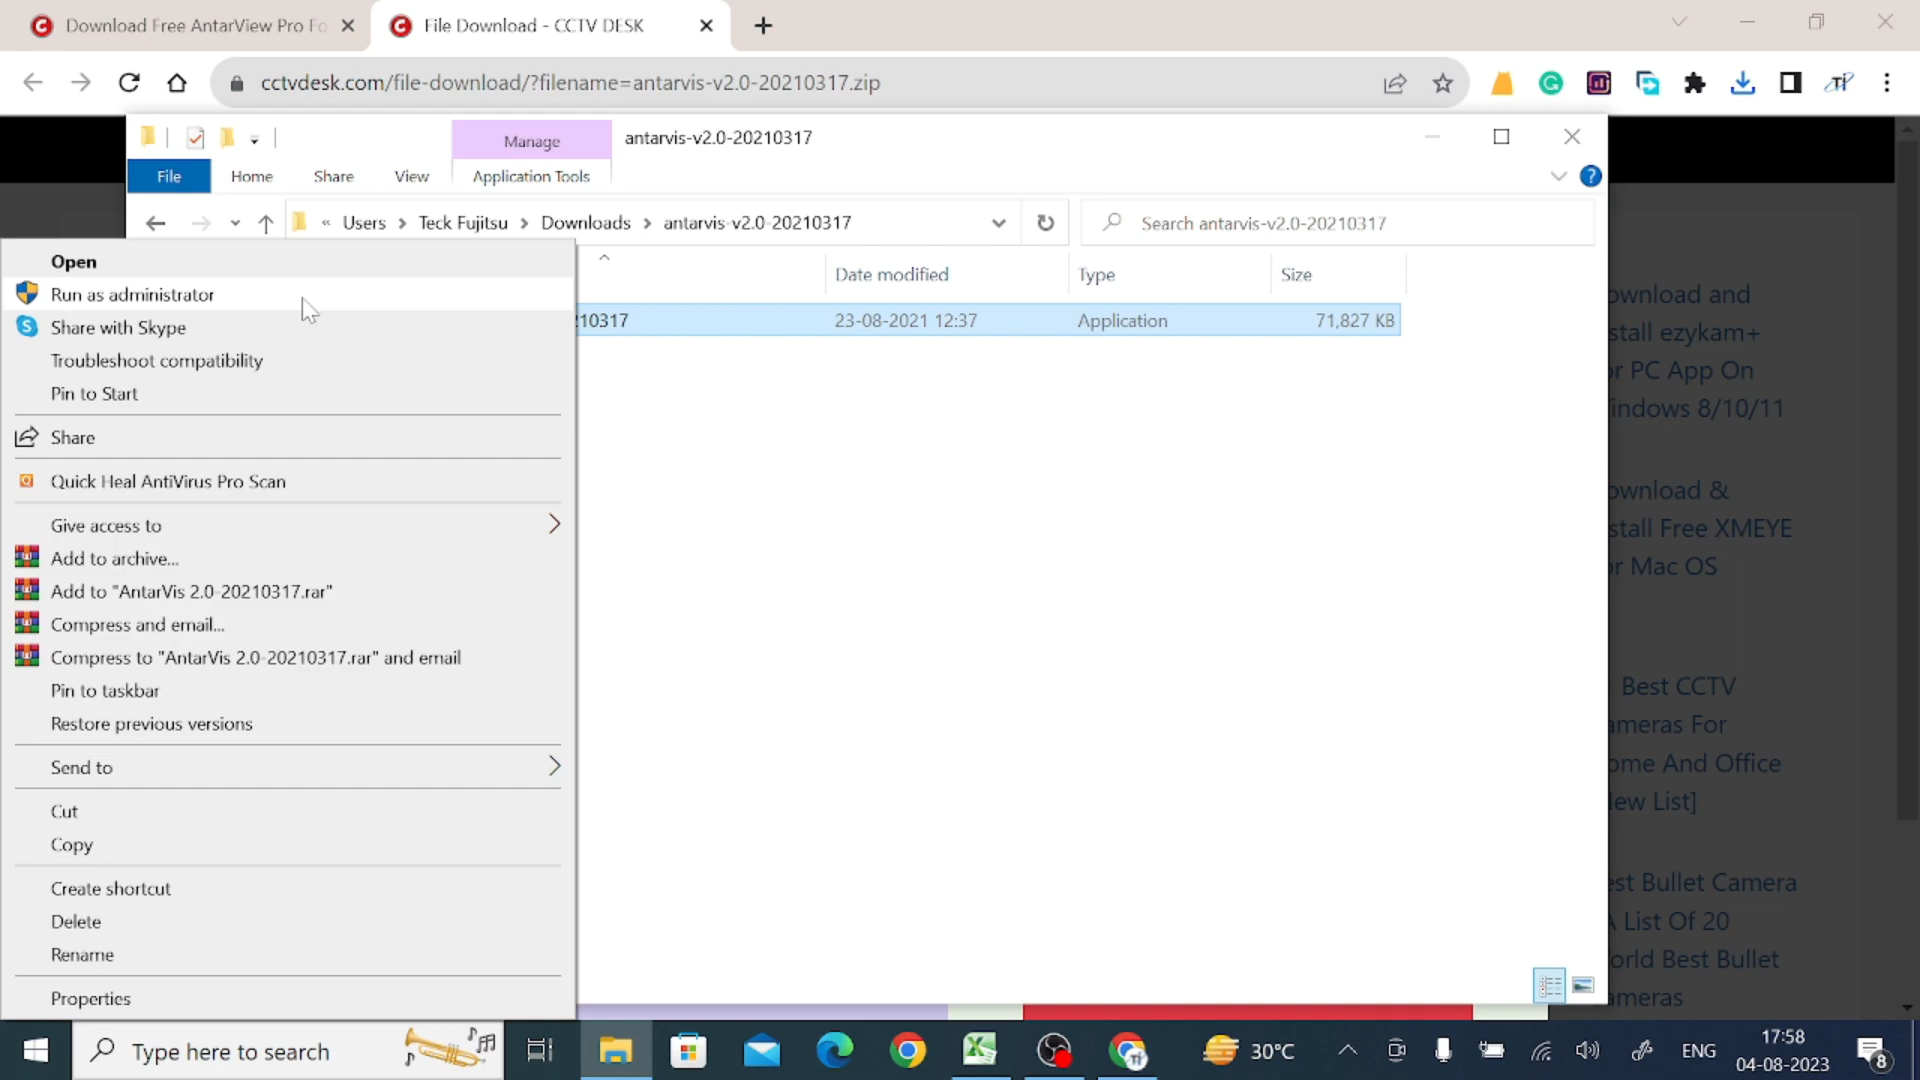 Download Free AntarView Pro Fo
File Download - CCTV DESK
cctvdesk.com/file-download/?filename=antarvis-v2.0-20210317.zip
Manage
antarvis-v2.0-20210317
File
Home
Share
View
Application Tools
« Users > Teck Fujitsu > Downloads > antarvis-v2.0-20210317
Search antarvis-v2.0-20210317
Date modified
Type
Size
10317
23-08-2021 12:37
Application
71,827 KB
Open
Run as administrator
Share with Skype
Troubleshoot compatibility
Pin to Start
Share
Quick Heal AntiVirus Pro Scan
Give access to
Add to archive...
Add to "AntarVis 2.0-20210317.rar"
Compress and email...
Compress to "AntarVis 2.0-20210317.rar" and email
Pin to taskbar
Restore previous versions
Send to
Cut
Copy
Create shortcut
Delete
Rename
Properties
ownload and
stall ezykam+
or PC App On
indows 8/10/11
ownload &
stall Free XMEYE
or Mac OS
Best CCTV
ameras For
ome And Office
lew List]
est Bullet Camera
A List Of 20
orld Best Bullet
ameras
Type here to search
30°C
ENG
17:58
04-08-2023
8